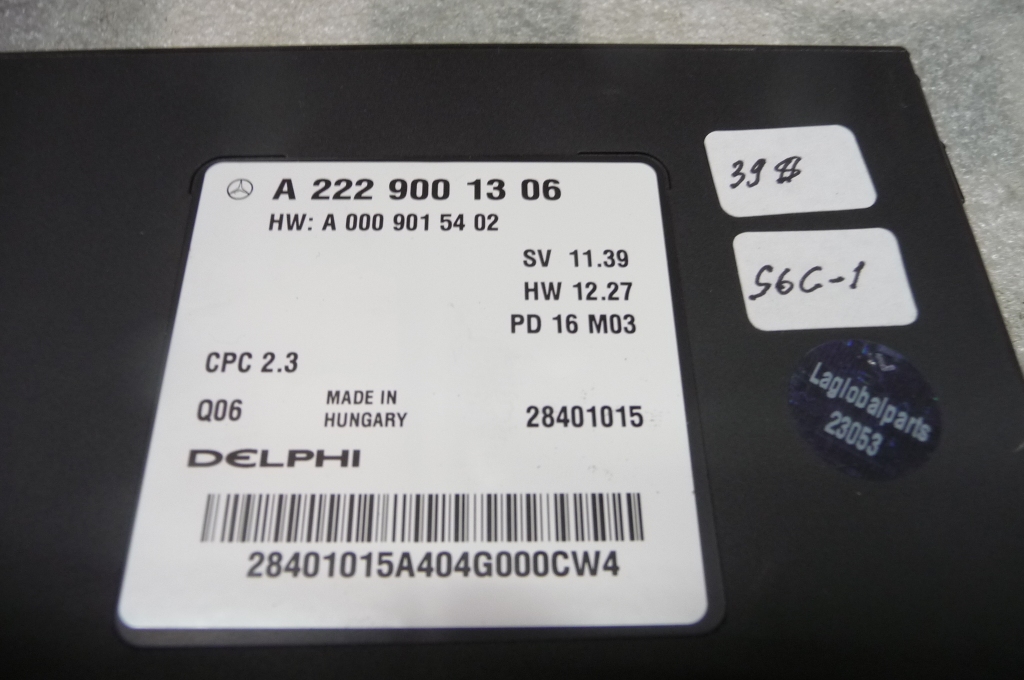 A 222 900 13 06
HW: A 000 901 54 02
SV 11.39
HW 12.27
PD 16 M03
CPC 2.3
Q06
MADE IN
HUNGARY
28401015
DELPHI
28401015A404G000CW4
39$
S6C-1
Laglobalparts
23053